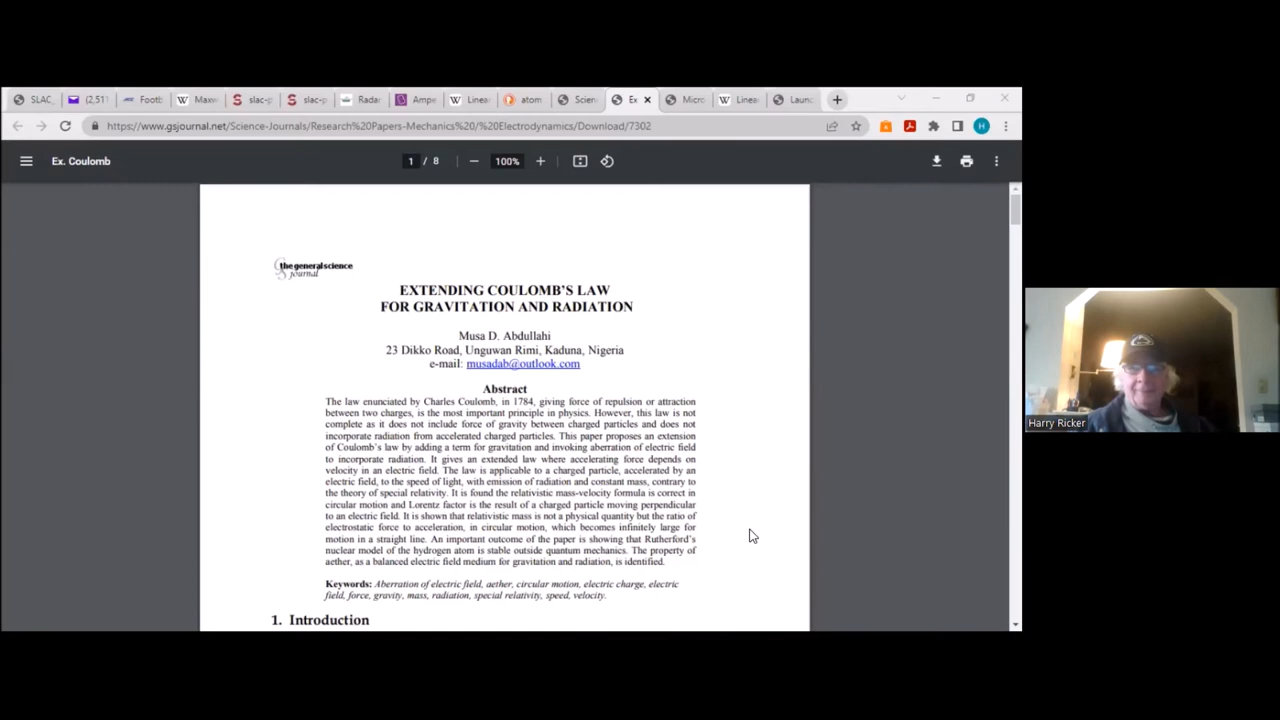 SLAC_
(2,511
Footb
Maxw
slac-p
slac-p
Radar
Ampe
Linea
atom
Scien
Ex
Micro
Linea
Launc
https://www.gsjournal.net/Science-Journals/Research%20Papers-Mechanics%20/%20Electrodynamics/Download/7302
H
Ex. Coulomb
1 / 8
100%
the general science
journal
EXTENDING COULOMB'S LAW
FOR GRAVITATION AND RADIATION
Musa D. Abdullahi
23 Dikko Road, Unguwan Rimi, Kaduna, Nigeria
e-mail: musadab@outlook.com
Abstract
The law enunciated by Charles Coulomb, in 1784, giving force of repulsion or attraction
between two charges, is the most important principle in physics. However, this law is not
complete as it does not include force of gravity between charged particles and does not
incorporate radiation from accelerated charged particles. This paper proposes an extension
of Coulomb's law by adding a term for gravitation and invoking aberration of electric field
to incorporate radiation. It gives an extended law where accelerating force depends on
velocity in an electric field. The law is applicable to a charged particle, accelerated by an
electric field, to the speed of light, with emission of radiation and constant mass, contrary to
the theory of special relativity. It is found the relativistic mass-velocity formula is correct in
circular motion and Lorentz factor is the result of a charged particle moving perpendicular
to an electric field. It is shown that relativistic mass is not a physical quantity but the ratio of
electrostatic force to acceleration, in circular motion, which becomes infinitely large for
motion in a straight line. An important outcome of the paper is showing that Rutherford's
nuclear model of the hydrogen atom is stable outside quantum mechanics. The property of
aether, as a balanced electric field medium for gravitation and radiation, is identified.
Keywords: Aberration of electric field, aether, circular motion, electric charge, electric
field, force, gravity, mass, radiation, special relativity, speed, velocity.
1. Introduction
Harry Ricker